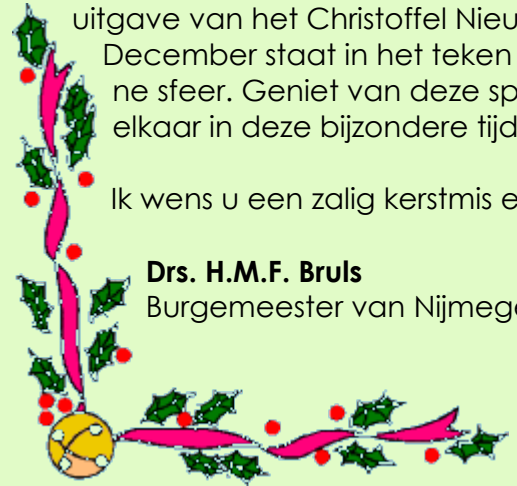 uitgave van het Christoffel Nieu
December staat in het teken
ne sfeer. Geniet van deze sp
elkaar in deze bijzondere tijd
Ik wens u een zalig kerstmis e
Drs. H.M.F. Bruls
Burgemeester van Nijmeg